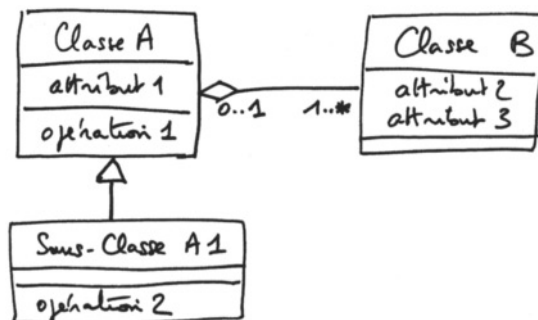 Classe A
attribut 1
opération 1
0..1
1..*
Classe B
attribut 2
attribut 3
Sous-Classe A1
opération 2